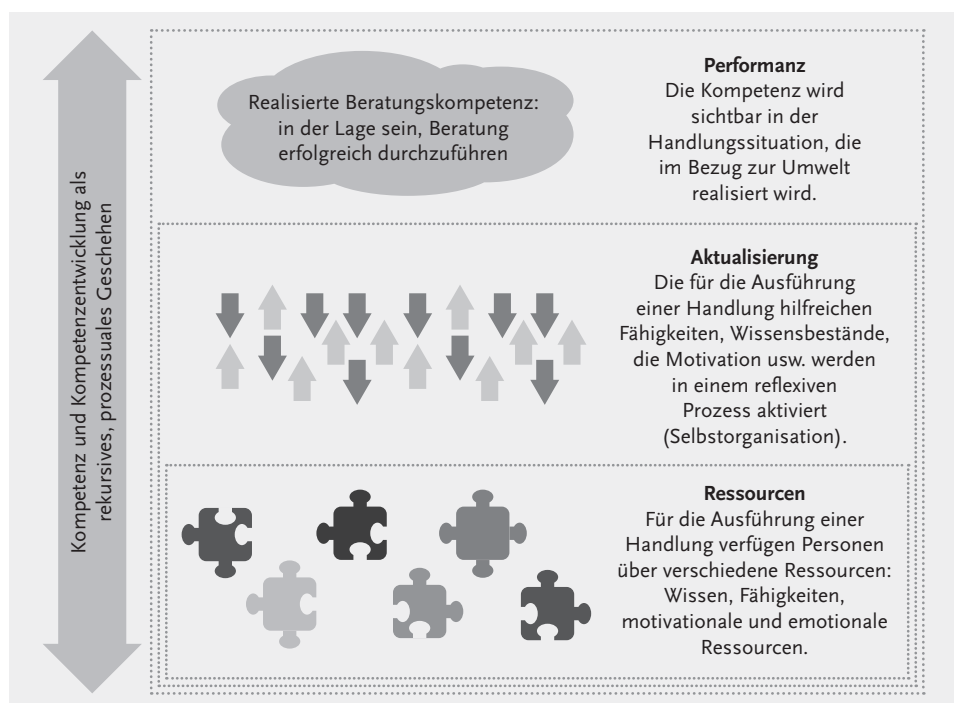 Kompetenz und Kompetenzentwicklung als
rekursives, prozessuales Geschehen
Realisierte Beratungskompetenz:
in der Lage sein, Beratung
erfolgreich durchzuführen
Performanz
Die Kompetenz wird
sichtbar in der
Handlungssituation, die
im Bezug zur Umwelt
realisiert wird.
Aktualisierung
Die für die Ausführung
einer Handlung hilfreichen
Fähigkeiten, Wissensbestände,
die Motivation usw. werden
in einem reflexiven
Prozess aktiviert
(Selbstorganisation).
Ressourcen
Für die Ausführung einer
Handlung verfügen Personen
über verschiedene Ressourcen:
Wissen, Fähigkeiten,
motivationale und emotionale
Ressourcen.